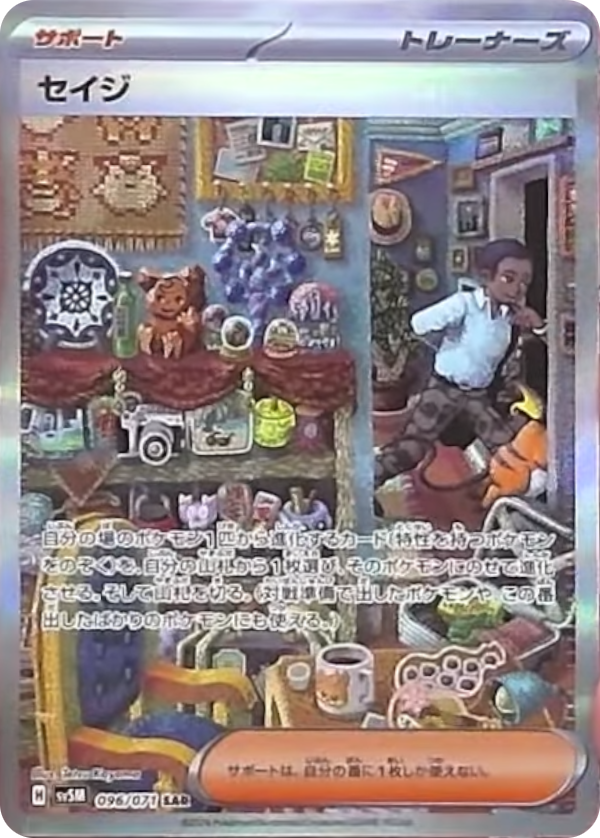 サポート
トレーナーズ
セイジ
自分の場のポケモン1匹から進化するカード(特性を持つポケモン
をのぞく)を、自分の山札から1枚選び、そのポケモンにのせて進化
させる。そして山札を切る。(対戦準備で出したポケモンや、この番
出したばかりのポケモンにも使える。)
サポートは、自分の番に1枚しか使えない。
H
096/071
SAR